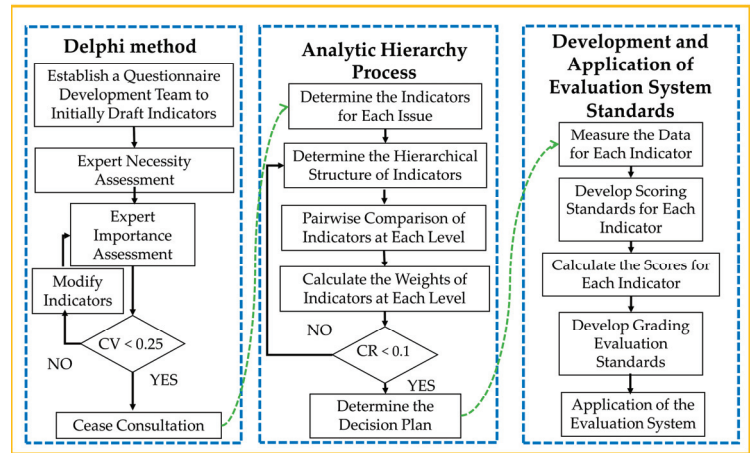 Delphi method
Establish a Questionnaire
Development Team to
Initially Draft Indicators
Expert Necessity
Assessment
Expert
Importance
Assessment
Modify
Indicators
CV < 0.25
NO
YES
Cease Consultation
Analytic Hierarchy
Process
Determine the Indicators
for Each Issue
Determine the Hierarchical
Structure of Indicators
Pairwise Comparison of
Indicators at Each Level
Calculate the Weights of
Indicators at Each Level
NO
CR < 0.1
YES
Determine the
Decision Plan
Development and
Application of
Evaluation System
Standards
Measure the Data
for Each Indicator
Develop Scoring
Standards for Each
Indicator
Calculate the Scores for
Each Indicator
Develop Grading
Evaluation
Standards
Application of the
Evaluation System